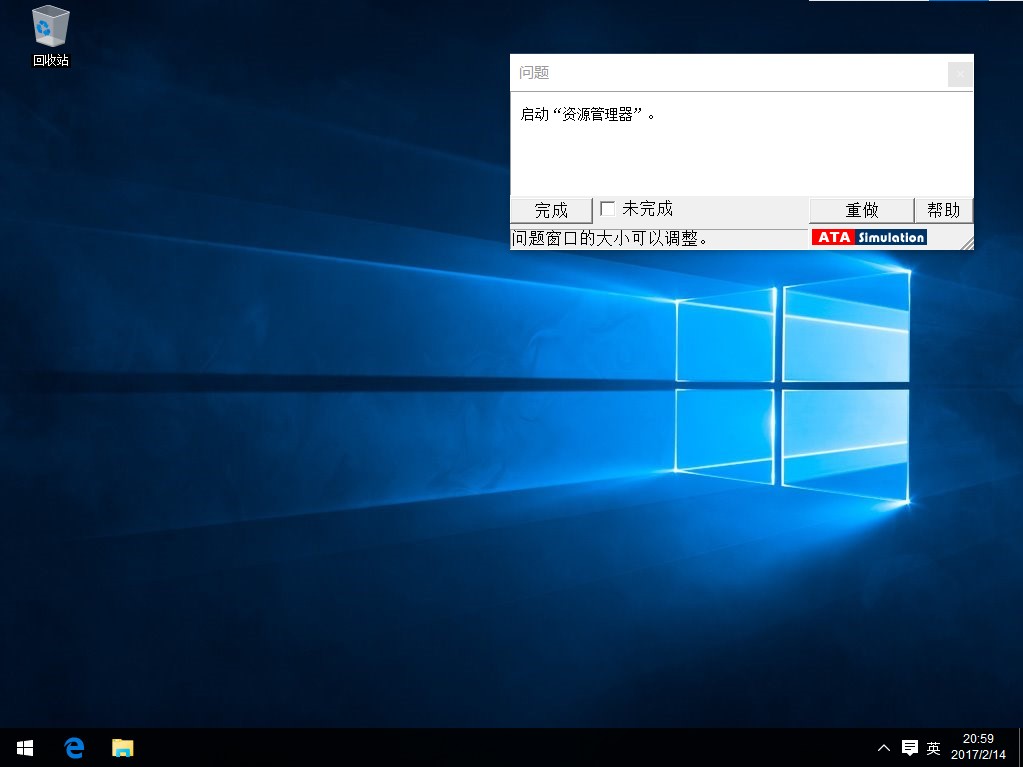 回收站
问题
启动“资源管理器”。
完成
未完成
重做
帮助
问题窗口的大小可以调整。
ATA Simulation
英
20:59
2017/2/14